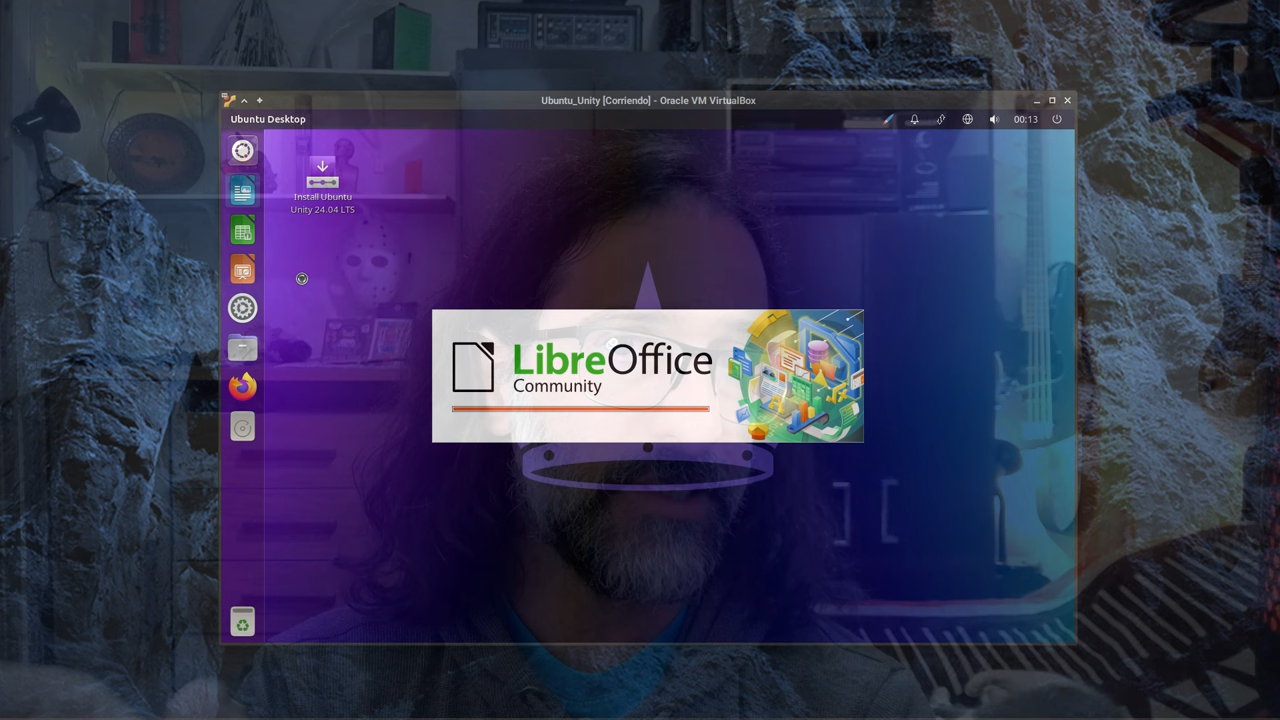 Ubuntu_Unity [Corriendo] - Oracle VM VirtualBox
Ubuntu Desktop
00:13
Install Ubuntu
Unity 24.04 LTS
LibreOffice
Community